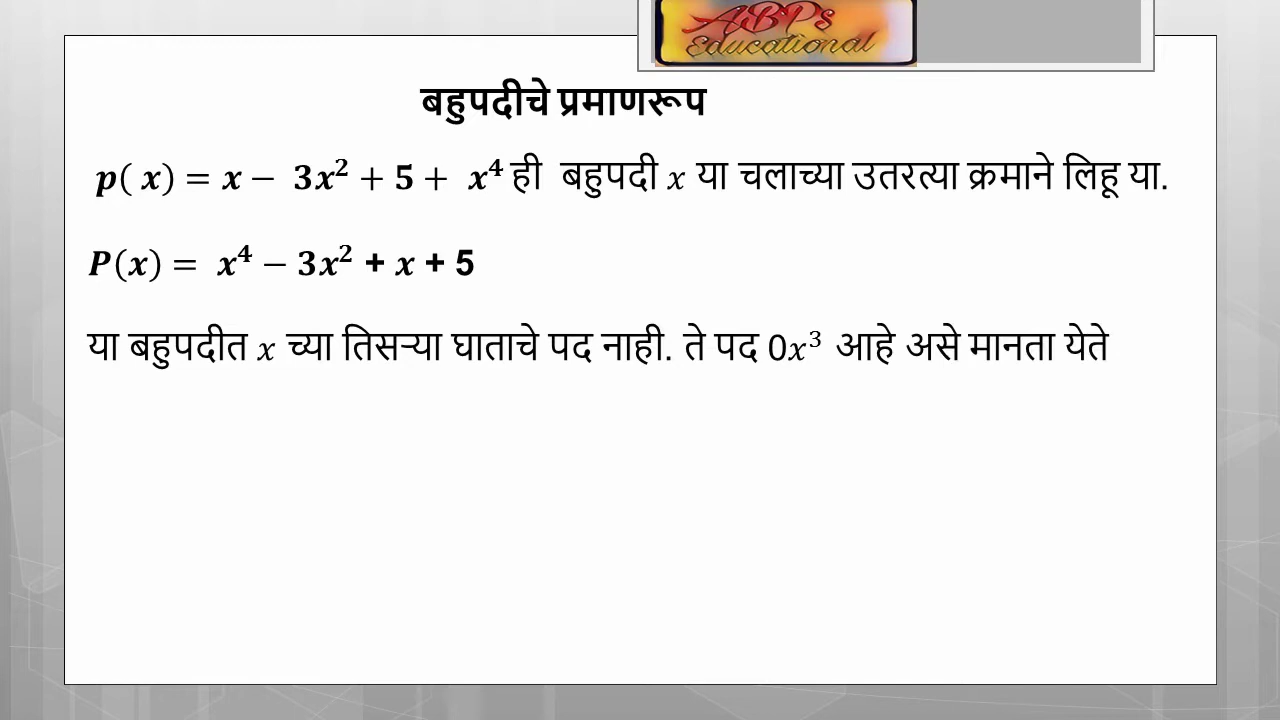 ABPs
Educational
बहुपदीचे प्रमाणरूप
p( x) = x − 3x² + 5 + x⁴ ही बहुपदी x या चलाच्या उतरत्या क्रमाने लिहू या.
P(x) = x⁴ − 3x² + x + 5
या बहुपदीत x च्या तिसऱ्या घाताचे पद नाही. ते पद 0x³ आहे असे मानता येते